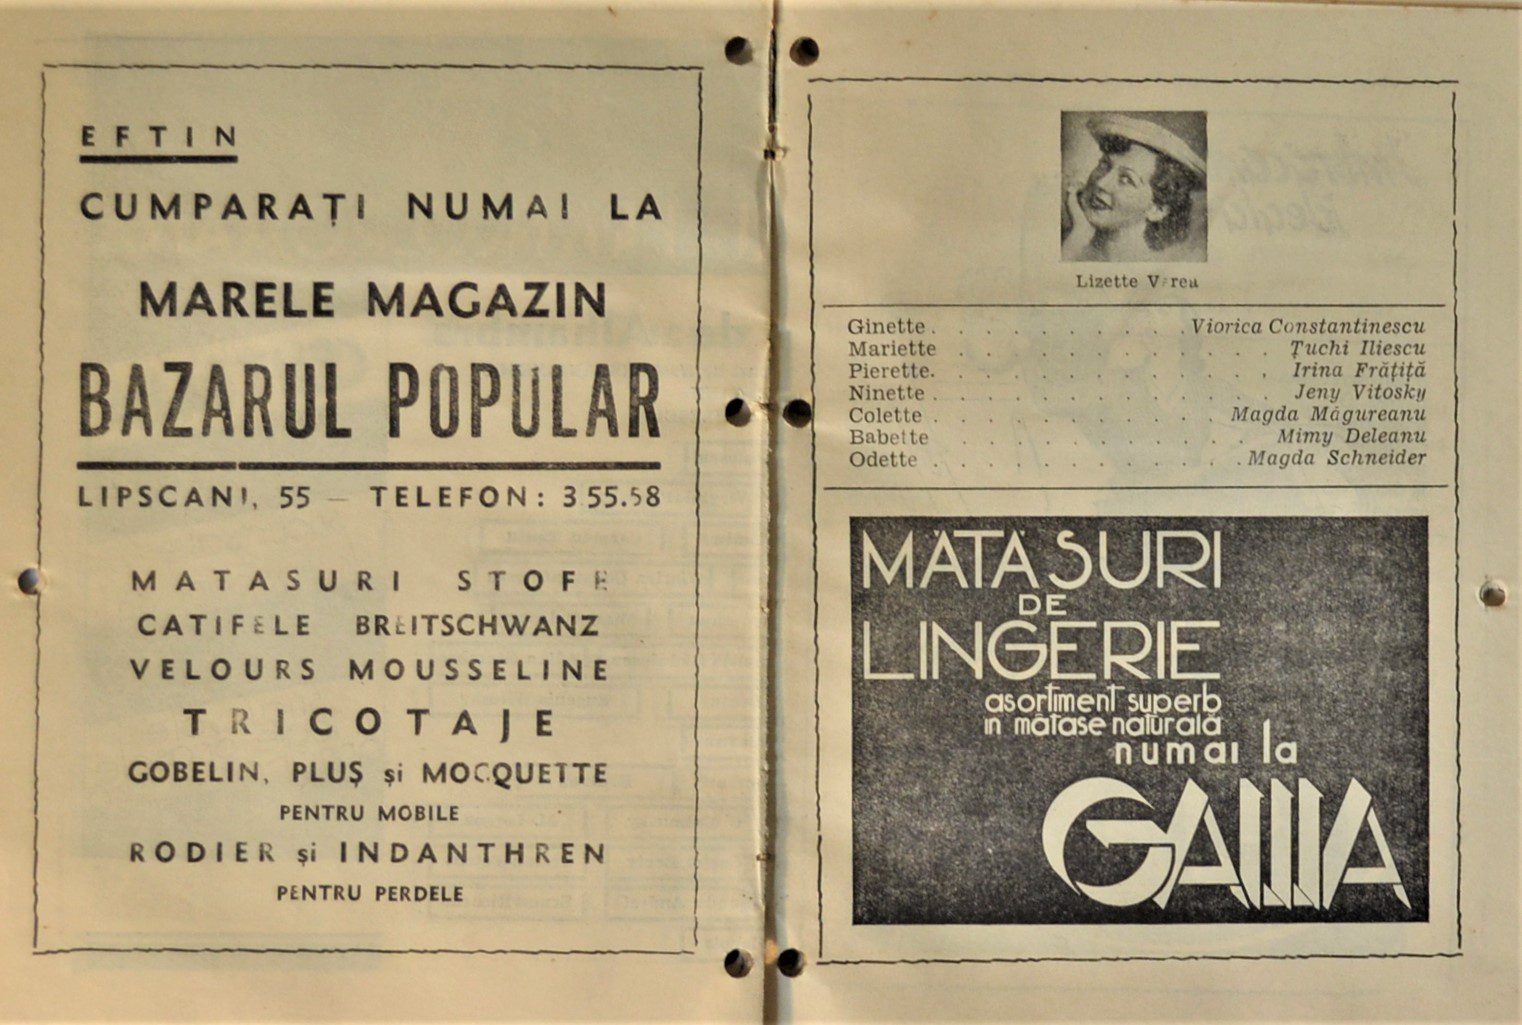 EFTIN
CUMPARAȚI NUMAI LA
MARELE MAGAZIN
BAZARUL POPULAR
LIPSCANI, 55 — TELEFON: 3 55.58
MATASURI STOFE
CATIFELE BREITSCHWANZ
VELOURS MOUSSELINE
TRICOTAJE
GOBELIN, PLUȘ și MOCQUETTE
PENTRU MOBILE
RODIER și INDANTHREN
PENTRU PERDELE
Lizette Verea
Ginette . . . . . . . . . . Viorica Constantinescu
Mariette . . . . . . . . . . . . . Țuchi Iliescu
Pierette. . . . . . . . . . . . . Irina Frățiță
Ninette . . . . . . . . . . . . . Jeny Vitosky
Colette . . . . . . . . . . . Magda Măgureanu
Babette . . . . . . . . . . . Mimy Deleanu
Odette . . . . . . . . . . . . Magda Schneider
MĂTĂSURI
DE
LINGERIE
asortiment superb
in mătase naturală
numai la
GALLIA